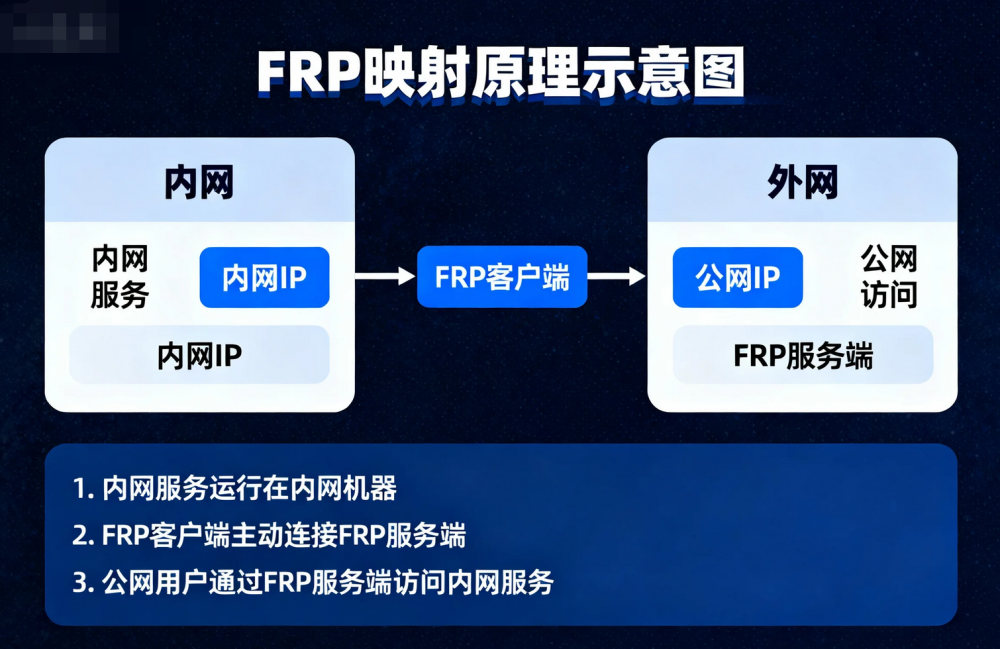 FRP映射原理示意图
内网
内网
服务
内网IP
内网IP
FRP客户端
外网
公网IP
公网
访问
FRP服务端
1. 内网服务运行在内网机器
2. FRP客户端主动连接FRP服务端
3. 公网用户通过FRP服务端访问内网服务